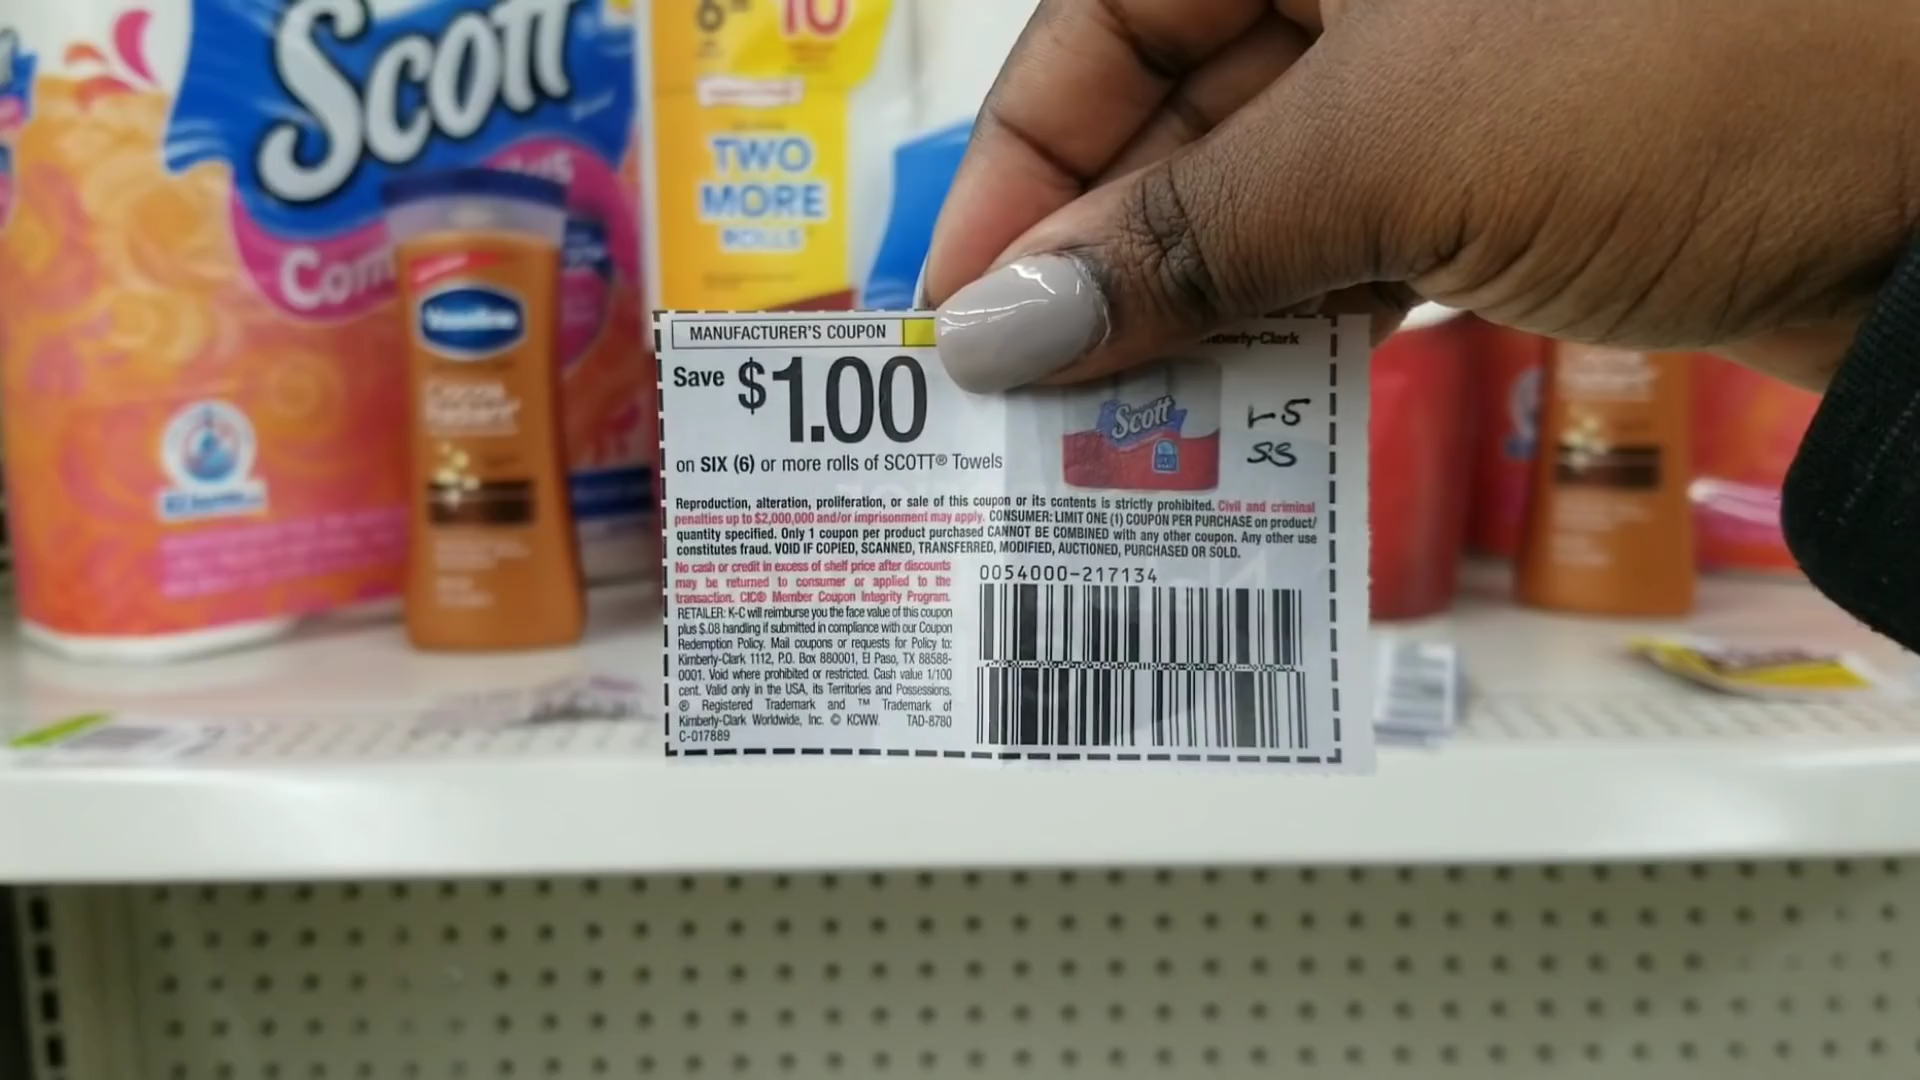 Scott
6
10
TWO
MORE
ROLLS
Com
Vaseline
MANUFACTURER'S COUPON
Kimberly-Clark
Save $1.00
on SIX (6) or more rolls of SCOTT® Towels
Scott
Reproduction, alteration, proliferation, or sale of this coupon or its contents is strictly prohibited. Civil and criminal
penalties up to $2,000,000 and/or imprisonment may apply. CONSUMER: LIMIT ONE (1) COUPON PER PURCHASE on product/
quantity specified. Only 1 coupon per product purchased CANNOT BE COMBINED with any other coupon. Any other use
constitutes fraud. VOID IF COPIED, SCANNED, TRANSFERRED, MODIFIED, AUCTIONED, PURCHASED OR SOLD.
No cash or credit in excess of shelf price after discounts
may be returned to consumer or applied to the
transaction. CIC® Member Coupon Integrity Program.
RETAILER: K-C will reimburse you the face value of this coupon
plus $.08 handling if submitted in compliance with our Coupon
Redemption Policy. Mail coupons or requests for Policy to:
Kimberly-Clark 1112, P.O. Box 880001, El Paso, TX 88588-
0001. Void where prohibited or restricted. Cash value 1/100
cent. Valid only in the USA, its Territories and Possessions.
® Registered Trademark and ™ Trademark of
Kimberly-Clark Worldwide, Inc. © KCWW. TAD-8780
C-017889
0054000-217134